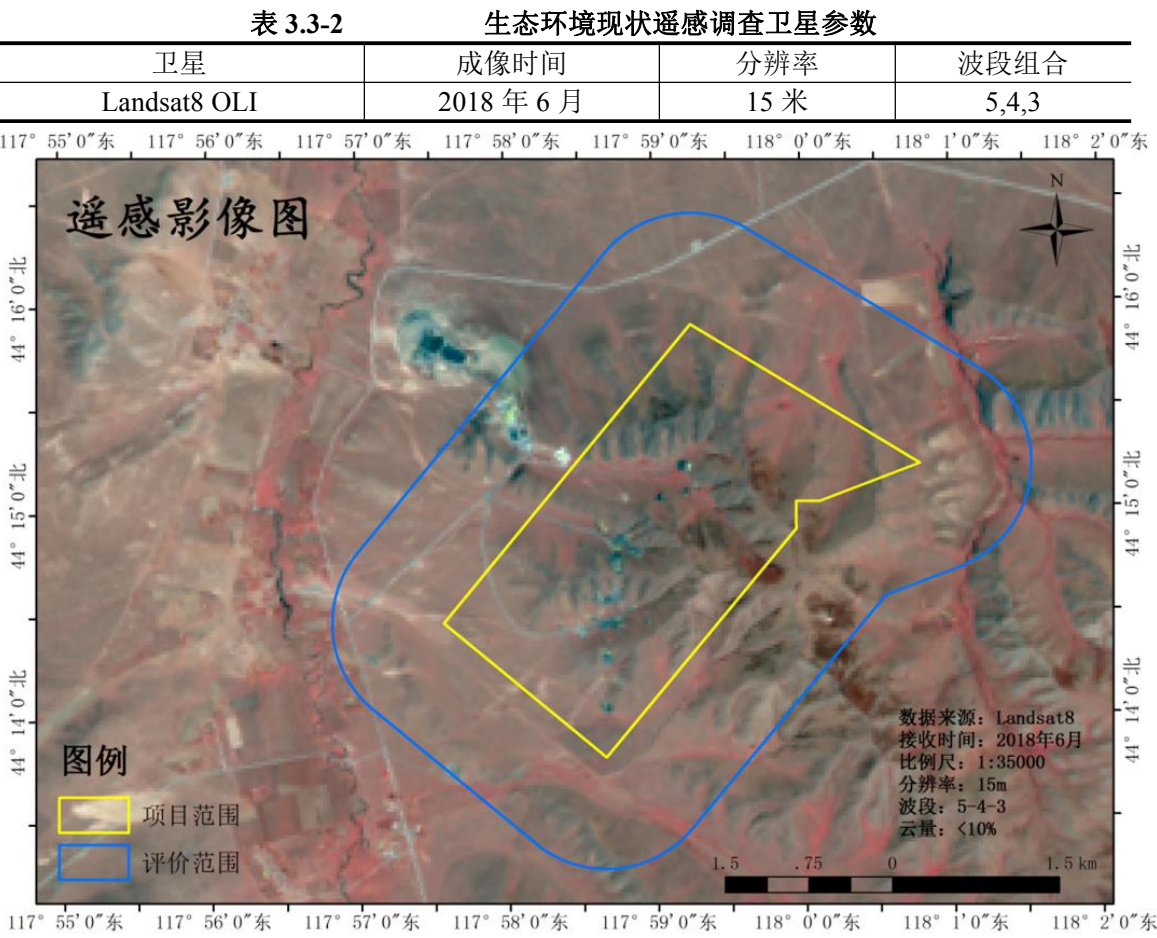 表 3.3-2 生态环境现状遥感调查卫星参数
卫星 成像时间 分辨率 波段组合
Landsat8 OLI 2018 年 6 月 15 米 5,4,3
117° 55′0″东 117° 56′0″东 117° 57′0″东 117° 58′0″东 117° 59′0″东 118° 0′0″东 118° 1′0″东 118° 2′0″东
遥感影像图
N
44° 16′0″北
44° 15′0″北
44° 14′0″北
44° 16′0″北
44° 15′0″北
44° 14′0″北
图例
项目范围
评价范围
数据来源：Landsat8
接收时间：2018年6月
比例尺：1:35000
分辨率：15m
波段：5-4-3
云量：<10%
1.5 .75 0 1.5 km
117° 55′0″东 117° 56′0″东 117° 57′0″东 117° 58′0″东 117° 59′0″东 118° 0′0″东 118° 1′0″东 118° 2′0″东